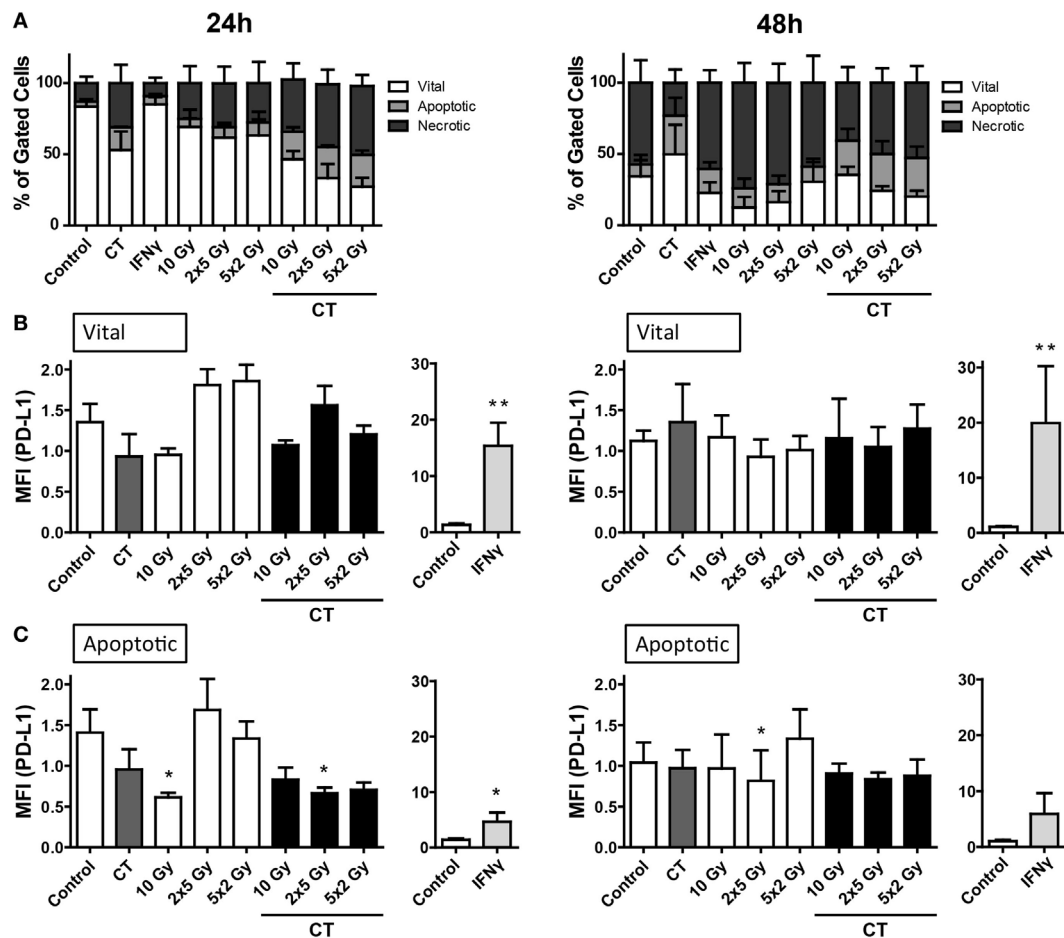 A
24h
48h
% of Gated Cells
100
50
0
Vital
Apoptotic
Necrotic
Control
CT
IFNγ
10 Gy
2x5 Gy
5x2 Gy
10 Gy
2x5 Gy
5x2 Gy
CT
% of Gated Cells
100
50
0
Vital
Apoptotic
Necrotic
Control
CT
IFNγ
10 Gy
2x5 Gy
5x2 Gy
10 Gy
2x5 Gy
5x2 Gy
CT
B
Vital
MFI (PD-L1)
2.0
1.5
1.0
0.5
0.0
Control
CT
10 Gy
2x5 Gy
5x2 Gy
10 Gy
2x5 Gy
5x2 Gy
CT
30
20
10
0
**
Control
IFNγ
Vital
MFI (PD-L1)
2.0
1.5
1.0
0.5
0.0
Control
CT
10 Gy
2x5 Gy
5x2 Gy
10 Gy
2x5 Gy
5x2 Gy
CT
30
20
10
0
**
Control
IFNγ
C
Apoptotic
MFI (PD-L1)
2.0
1.5
1.0
0.5
0.0
*
*
Control
CT
10 Gy
2x5 Gy
5x2 Gy
10 Gy
2x5 Gy
5x2 Gy
CT
30
20
10
0
*
Control
IFNγ
Apoptotic
MFI (PD-L1)
2.0
1.5
1.0
0.5
0.0
*
Control
CT
10 Gy
2x5 Gy
5x2 Gy
10 Gy
2x5 Gy
5x2 Gy
CT
30
20
10
0
Control
IFNγ